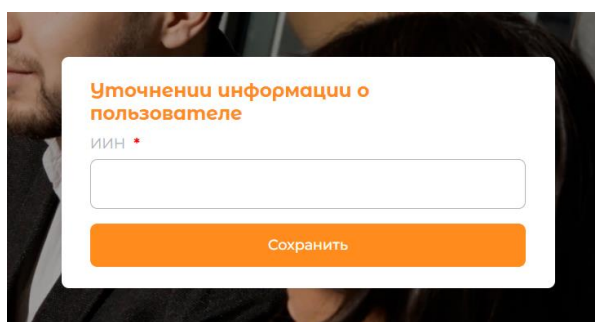 Уточнении информации о
пользователе
ИИН *
Сохранить